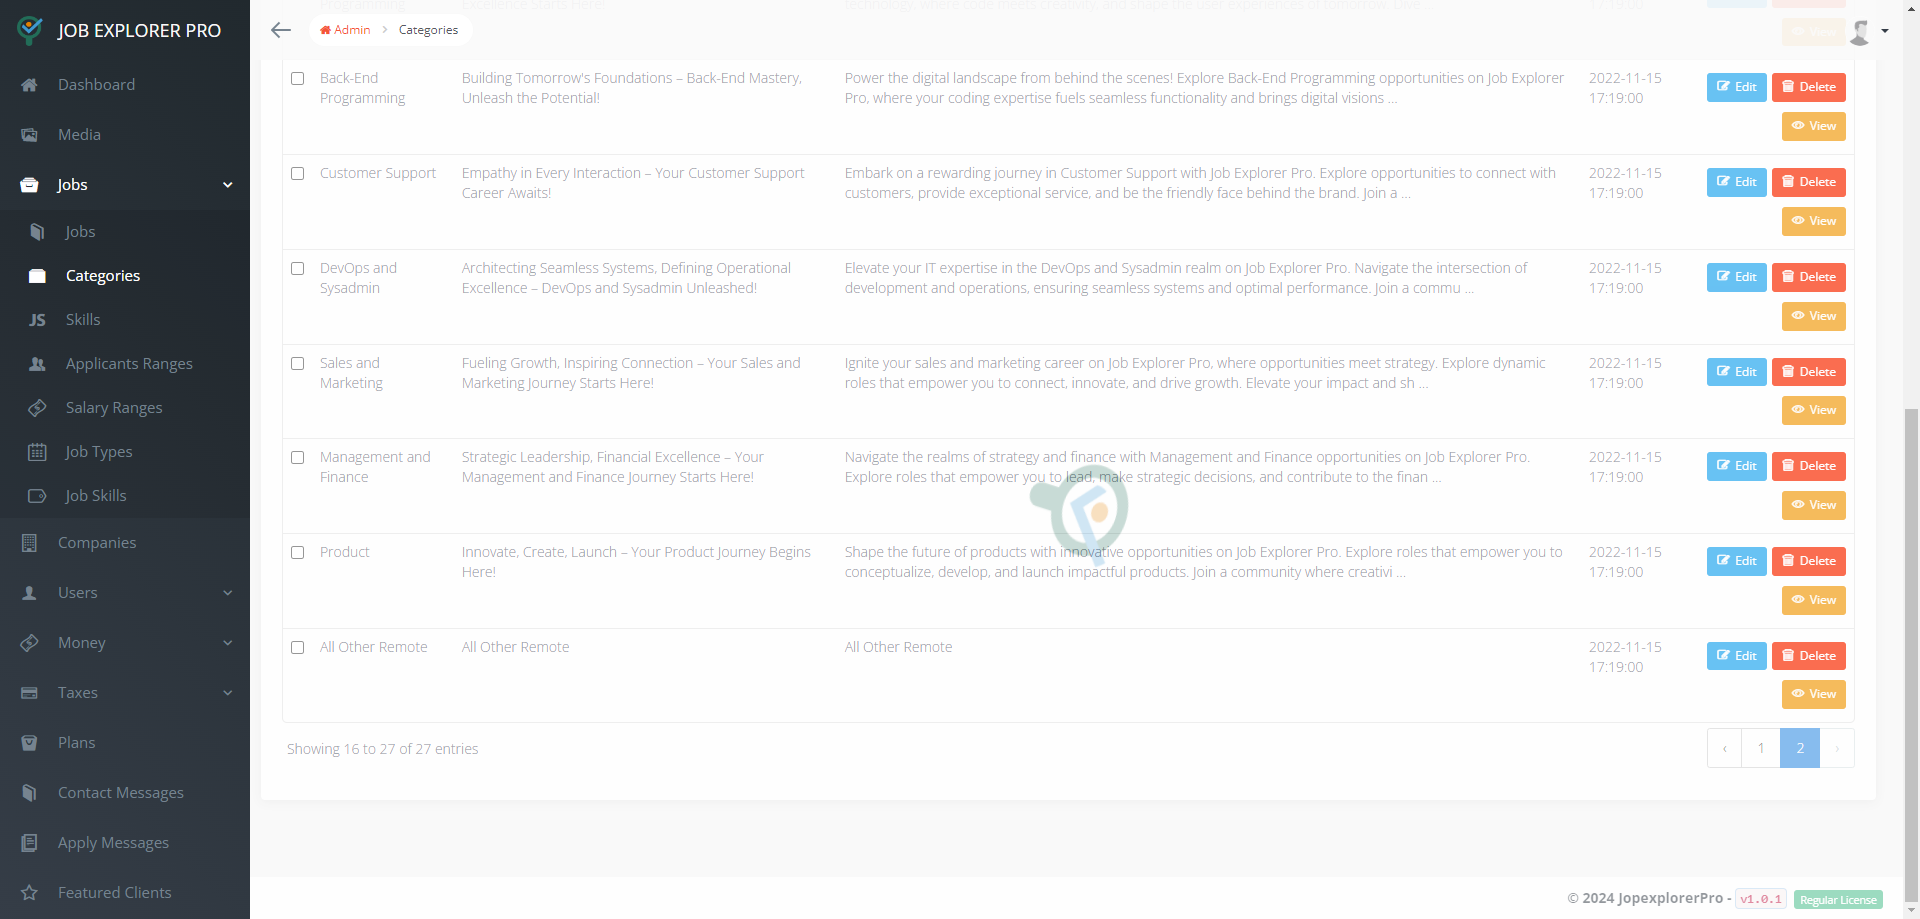 JOB EXPLORER PRO
Dashboard
Media
Jobs
Jobs
Categories
JS Skills
Applicants Ranges
Salary Ranges
Job Types
Job Skills
Companies
Users
Money
Taxes
Plans
Contact Messages
Apply Messages
Featured Clients
Admin > Categories
Back-End
Programming
Building Tomorrow's Foundations – Back-End Mastery,
Unleash the Potential!
Power the digital landscape from behind the scenes! Explore Back-End Programming opportunities on Job Explorer
Pro, where your coding expertise fuels seamless functionality and brings digital visions ...
2022-11-15
17:19:00
Edit
Delete
View
Customer Support
Empathy in Every Interaction – Your Customer Support
Career Awaits!
Embark on a rewarding journey in Customer Support with Job Explorer Pro. Explore opportunities to connect with
customers, provide exceptional service, and be the friendly face behind the brand. Join a ...
2022-11-15
17:19:00
Edit
Delete
View
DevOps and
Sysadmin
Architecting Seamless Systems, Defining Operational
Excellence – DevOps and Sysadmin Unleashed!
Elevate your IT expertise in the DevOps and Sysadmin realm on Job Explorer Pro. Navigate the intersection of
development and operations, ensuring seamless systems and optimal performance. Join a commu ...
2022-11-15
17:19:00
Edit
Delete
View
Sales and
Marketing
Fueling Growth, Inspiring Connection – Your Sales and
Marketing Journey Starts Here!
Ignite your sales and marketing career on Job Explorer Pro, where opportunities meet strategy. Explore dynamic
roles that empower you to connect, innovate, and drive growth. Elevate your impact and sh ...
2022-11-15
17:19:00
Edit
Delete
View
Management and
Finance
Strategic Leadership, Financial Excellence – Your
Management and Finance Journey Starts Here!
Navigate the realms of strategy and finance with Management and Finance opportunities on Job Explorer Pro.
Explore roles that empower you to lead, make strategic decisions, and contribute to the finan ...
2022-11-15
17:19:00
Edit
Delete
View
Product
Innovate, Create, Launch – Your Product Journey Begins
Here!
Shape the future of products with innovative opportunities on Job Explorer Pro. Explore roles that empower you to
conceptualize, develop, and launch impactful products. Join a community where creativi ...
2022-11-15
17:19:00
Edit
Delete
View
All Other Remote
All Other Remote
All Other Remote
2022-11-15
17:19:00
Edit
Delete
View
Showing 16 to 27 of 27 entries
‹ 1 2 ›
© 2024 JopexplorerPro - v1.0.1 Regular License